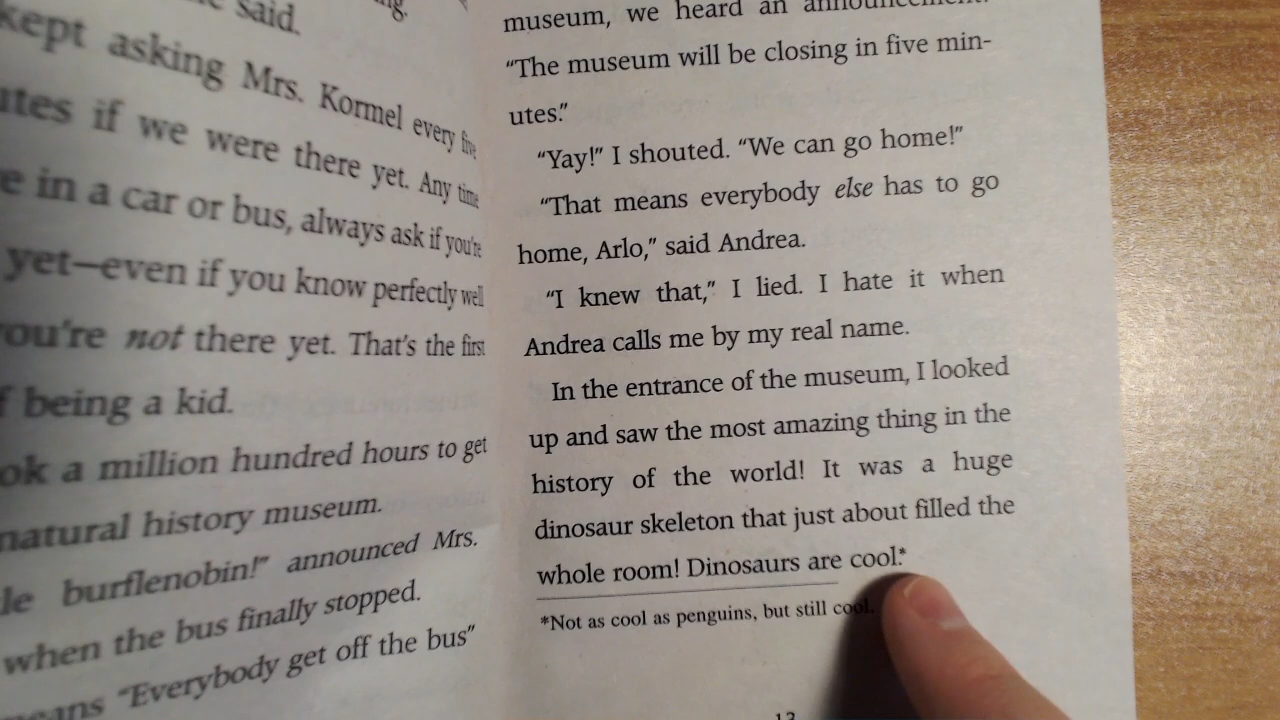 said.
kept asking Mrs. Kormel every five
if we were there yet. Any time
in a car or bus, always ask if you're
yet—even if you know perfectly well
you're not there yet. That's the first
being a kid.
a million hundred hours to get
natural history museum.
burflenobin!" announced Mrs.
when the bus finally stopped.
"Everybody get off the bus"
museum, we heard an announcement.
"The museum will be closing in five min-
utes."
"Yay!" I shouted. "We can go home!"
"That means everybody else has to go
home, Arlo," said Andrea.
"I knew that," I lied. I hate it when
Andrea calls me by my real name.
In the entrance of the museum, I looked
up and saw the most amazing thing in the
history of the world! It was a huge
dinosaur skeleton that just about filled the
whole room! Dinosaurs are cool.*
*Not as cool as penguins, but still cool.